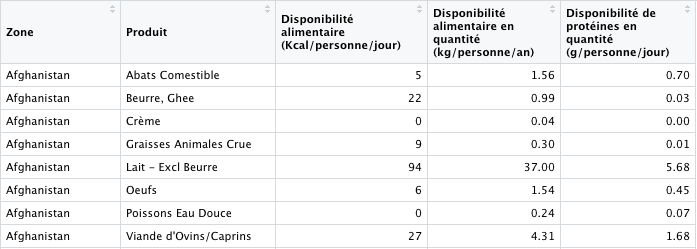 Zone Produit Disponibilité alimentaire (Kcal/personne/jour) Disponibilité alimentaire en quantité (kg/personne/an) Disponibilité de protéines en quantité (g/personne/jour)
Afghanistan Abats Comestible 5 1.56 0.70
Afghanistan Beurre, Ghee 22 0.99 0.03
Afghanistan Crème 0 0.04 0.00
Afghanistan Graisses Animales Crue 9 0.30 0.01
Afghanistan Lait - Excl Beurre 94 37.00 5.68
Afghanistan Oeufs 6 1.54 0.45
Afghanistan Poissons Eau Douce 0 0.24 0.07
Afghanistan Viande d'Ovins/Caprins 27 4.31 1.68